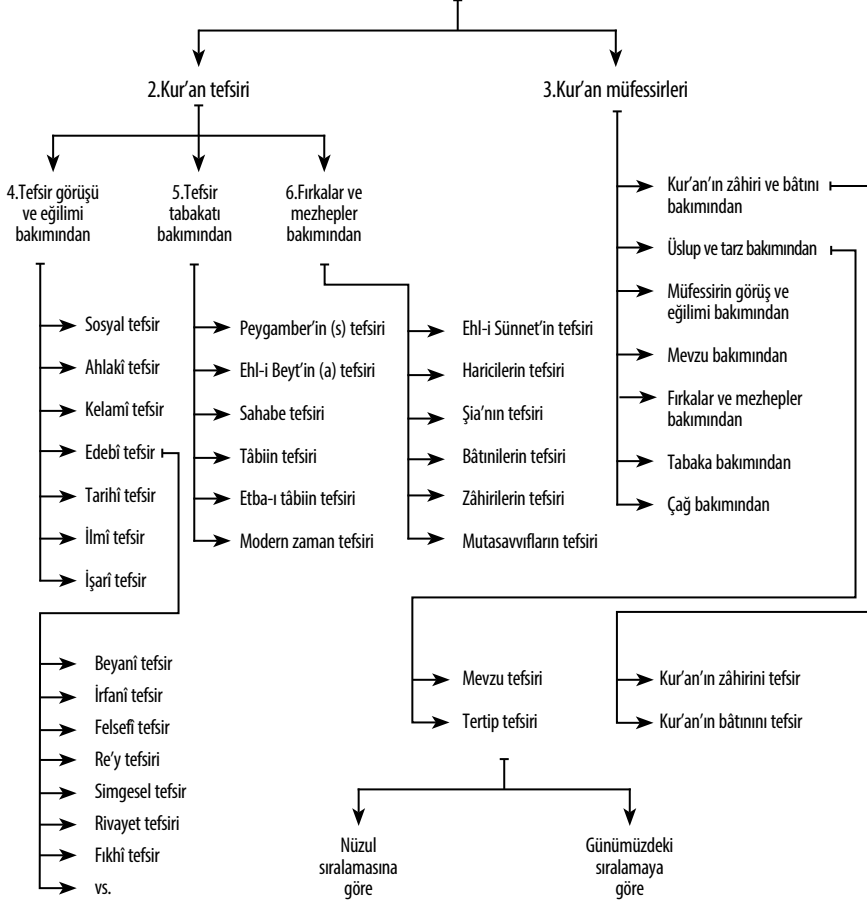 2.Kur'an tefsiri
3.Kur'an müfessirleri
4.Tefsir görüşü
ve eğilimi
bakımından
5.Tefsir
tabakatı
bakımından
6.Fırkalar ve
mezhepler
bakımından
Sosyal tefsir
Ahlakî tefsir
Kelamî tefsir
Edebî tefsir
Tarihî tefsir
İlmî tefsir
İşarî tefsir
Peygamber'in (s) tefsiri
Ehl-i Beyt'in (a) tefsiri
Sahabe tefsiri
Tâbiin tefsiri
Etba-ı tâbiin tefsiri
Modern zaman tefsiri
Ehl-i Sünnet'in tefsiri
Haricilerin tefsiri
Şia'nın tefsiri
Bâtınilerin tefsiri
Zâhirilerin tefsiri
Mutasavvıfların tefsiri
Kur'an'ın zâhiri ve bâtını
bakımından
Üslup ve tarz bakımından
Müfessirin görüş ve
eğilimi bakımından
Mevzu bakımından
Fırkalar ve mezhepler
bakımından
Tabaka bakımından
Çağ bakımından
Beyanî tefsir
İrfanî tefsir
Felsefî tefsir
Re'y tefsiri
Simgesel tefsir
Rivayet tefsiri
Fıkhî tefsir
vs.
Mevzu tefsiri
Tertip tefsiri
Kur'an'ın zâhirini tefsir
Kur'an'ın bâtınını tefsir
Nüzul
sıralamasına
göre
Günümüzdeki
sıralamaya
göre